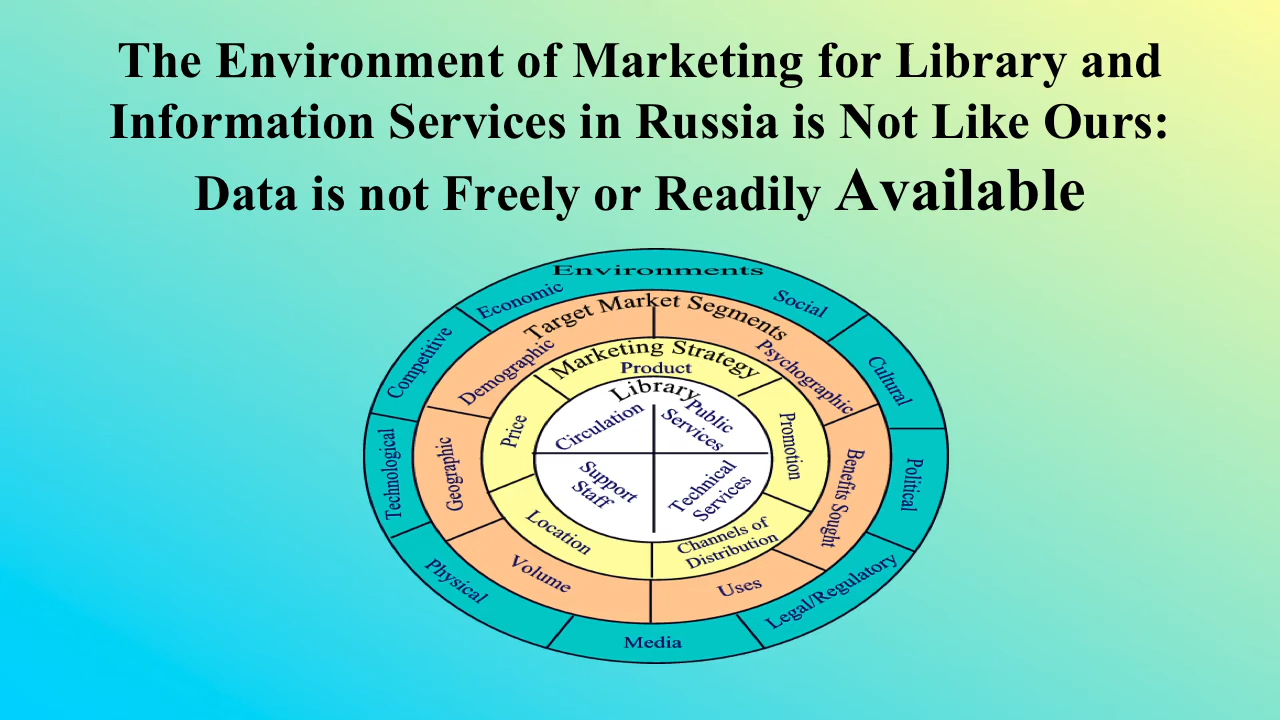 The Environment of Marketing for Library and
Information Services in Russia is Not Like Ours:
Data is not Freely or Readily Available
Environments
Economic
Social
Competitive
Cultural
Technological
Political
Physical
Legal/Regulatory
Media
Target Market Segments
Demographic
Psychographic
Geographic
Benefits Sought
Volume
Uses
Marketing Strategy
Product
Price
Promotion
Location
Channels of
Distribution
Library
Circulation
Public
Services
Support
Staff
Technical
Services